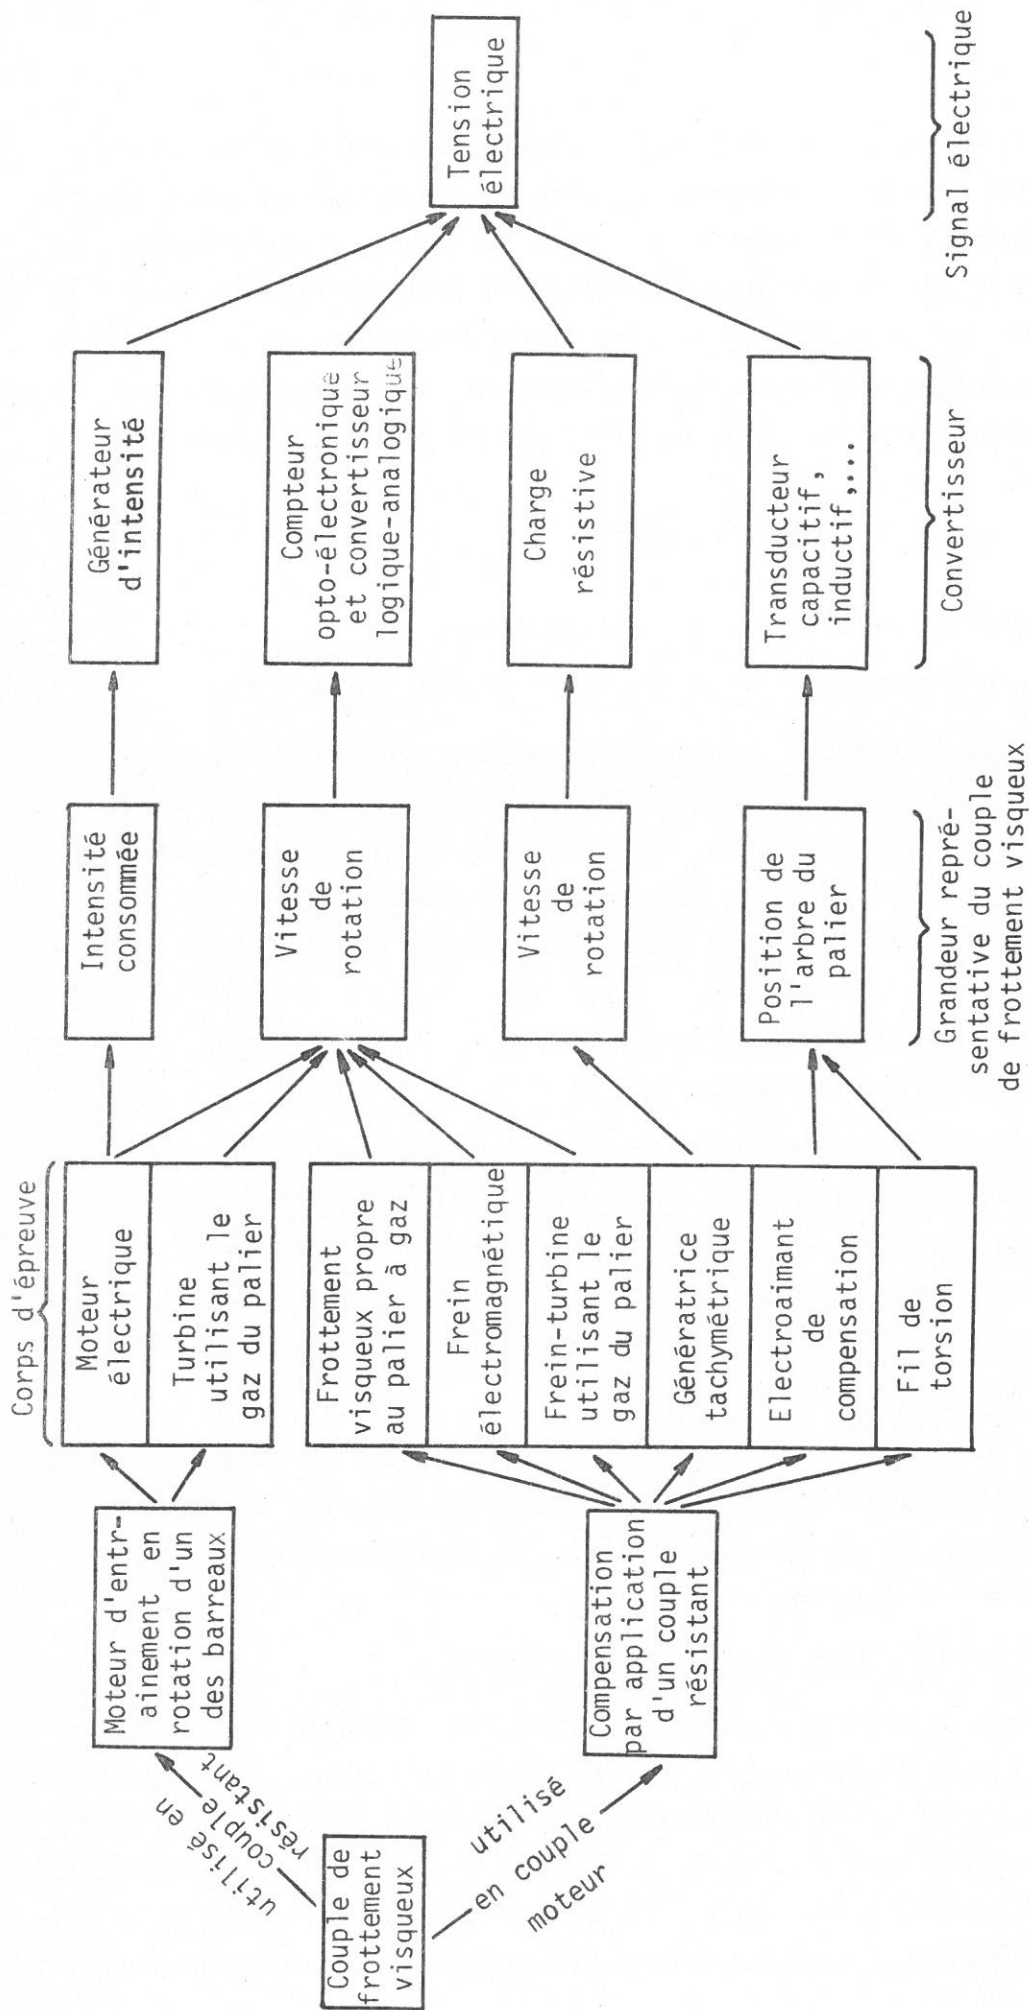 Corps d'épreuve
Couple de
frottement
visqueux
utilisé en
couple
résistant
utilisé
en couple
moteur
Moteur d'entr-
ainement en
rotation d'un
des barreaux
Compensation
par application
d'un couple
résistant
Moteur
électrique
Turbine
utilisant le
gaz du palier
Frottement
visqueux propre
au palier à gaz
Frein
électromagnétique
Frein-turbine
utilisant le
gaz du palier
Génératrice
tachymétrique
Electroaimant
de
compensation
Fil de
torsion
Intensité
consommée
Vitesse
de
rotation
Vitesse
de
rotation
Position de
l'arbre du
palier
Grandeur repré-
sentative du couple
de frottement visqueux
Générateur
d'intensité
Compteur
opto-électronique
et convertisseur
logique-analogique
Charge
résistive
Transducteur
capacitif,
inductif,...
Convertisseur
Tension
électrique
Signal électrique